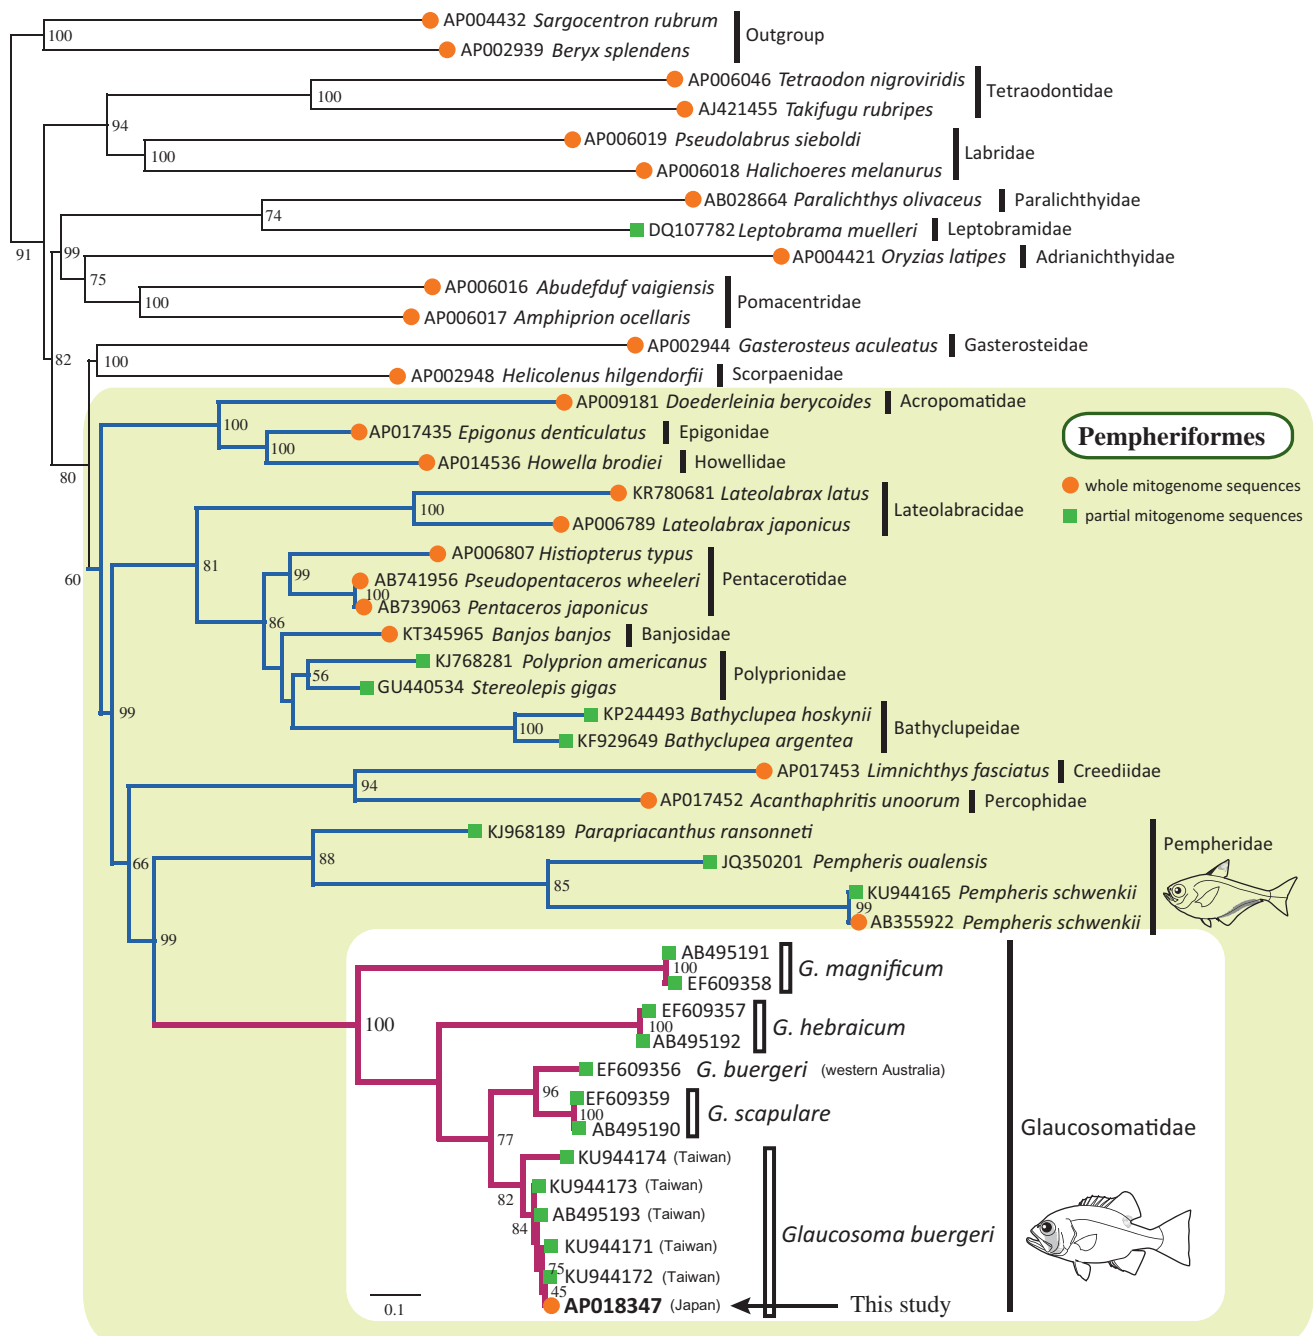 AP004432 Sargocentron rubrum
100
AP002939 Beryx splendens
Outgroup
AP006046 Tetraodon nigroviridis
100
AJ421455 Takifugu rubripes
Tetraodontidae
94
AP006019 Pseudolabrus sieboldi
100
AP006018 Halichoeres melanurus
Labridae
AB028664 Paralichthys olivaceus
Paralichthyidae
74
DQ107782 Leptobrama muelleri
Leptobramidae
91
99
AP004421 Oryzias latipes
Adrianichthyidae
75
AP006016 Abudefduf vaigiensis
100
AP006017 Amphiprion ocellaris
Pomacentridae
82
AP002944 Gasterosteus aculeatus
Gasterosteidae
100
AP002948 Helicolenus hilgendorfii
Scorpaenidae
AP009181 Doederleinia berycoides
Acropomatidae
100
AP017435 Epigonus denticulatus
Epigonidae
100
AP014536 Howella brodiei
Howellidae
Pempheriformes
whole mitogenome sequences
partial mitogenome sequences
80
KR780681 Lateolabrax latus
100
AP006789 Lateolabrax japonicus
Lateolabracidae
60
81
AP006807 Histiopterus typus
99
AB741956 Pseudopentaceros wheeleri
100
AB739063 Pentaceros japonicus
Pentacerotidae
86
KT345965 Banjos banjos
Banjosidae
KJ768281 Polyprion americanus
56
GU440534 Stereolepis gigas
Polyprionidae
99
KP244493 Bathyclupea hoskynii
100
KF929649 Bathyclupea argentea
Bathyclupeidae
AP017453 Limnichthys fasciatus
Creediidae
94
AP017452 Acanthaphritis unoorum
Percophidae
66
KJ968189 Parapriacanthus ransonneti
88
JQ350201 Pempheris oualensis
85
KU944165 Pempheris schwenkii
99
AB355922 Pempheris schwenkii
Pempheridae
99
AB495191
100
EF609358
G. magnificum
100
EF609357
100
AB495192
G. hebraicum
EF609356 G. buergeri (western Australia)
96
EF609359
100
AB495190
G. scapulare
77
KU944174 (Taiwan)
82
KU944173 (Taiwan)
AB495193 (Taiwan)
84
KU944171 (Taiwan)
75
KU944172 (Taiwan)
45
AP018347 (Japan)
This study
Glaucosoma buergeri
Glaucosomatidae
0.1